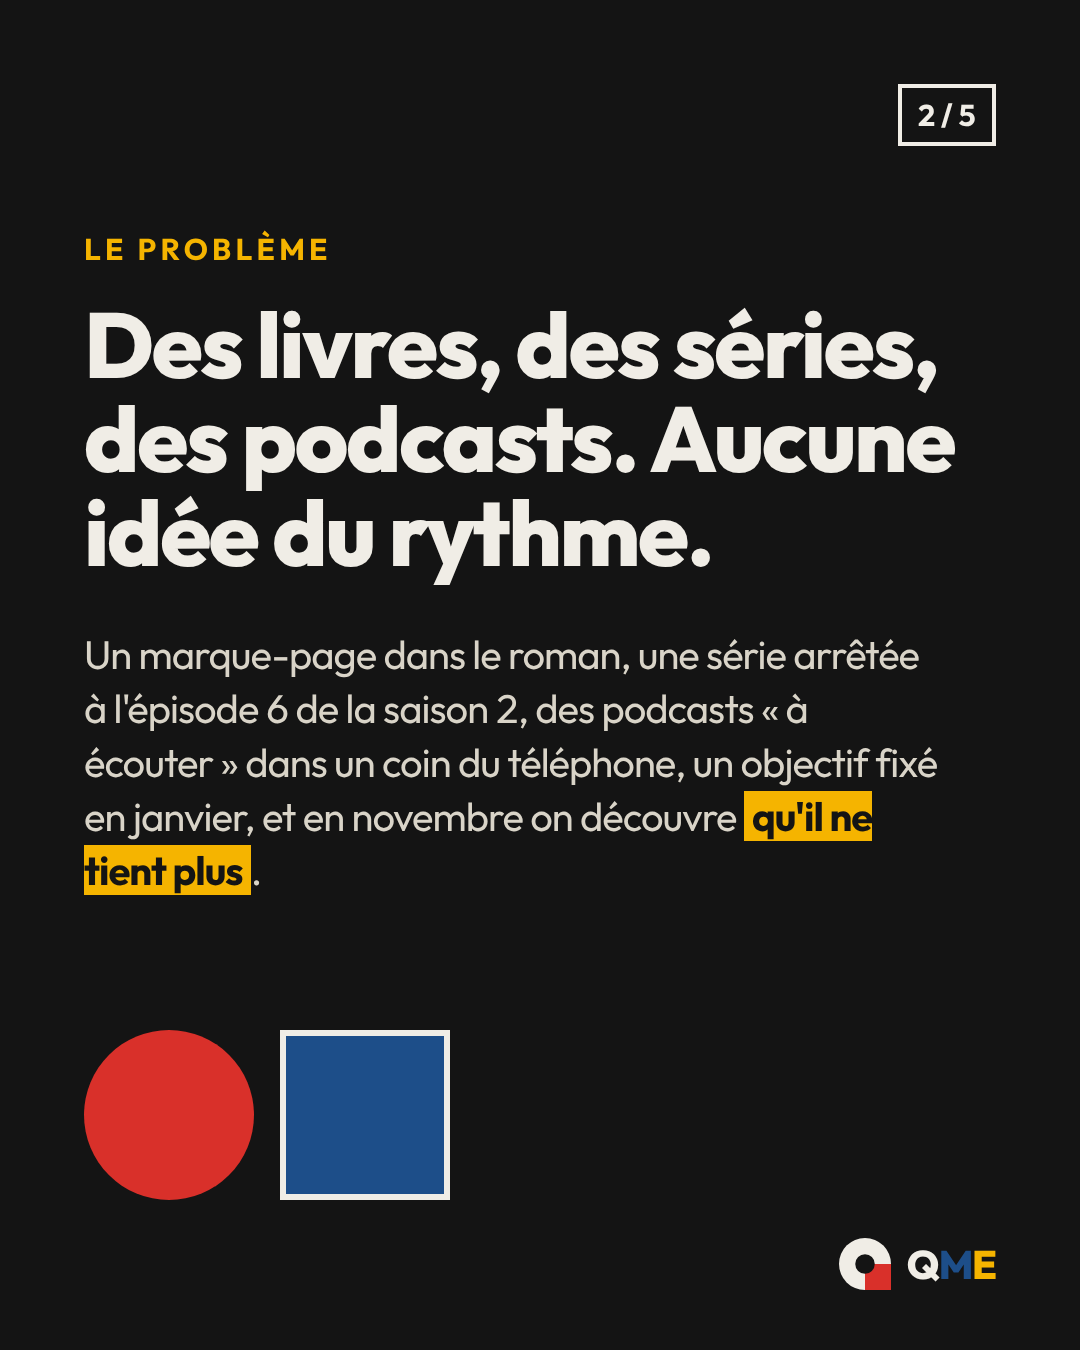 2 / 5
LE PROBLÈME
Des livres, des séries,
des podcasts. Aucune
idée du rythme.
Un marque-page dans le roman, une série arrêtée
à l'épisode 6 de la saison 2, des podcasts « à
écouter » dans un coin du téléphone, un objectif fixé
en janvier, et en novembre on découvre qu'il ne
tient plus .
QME